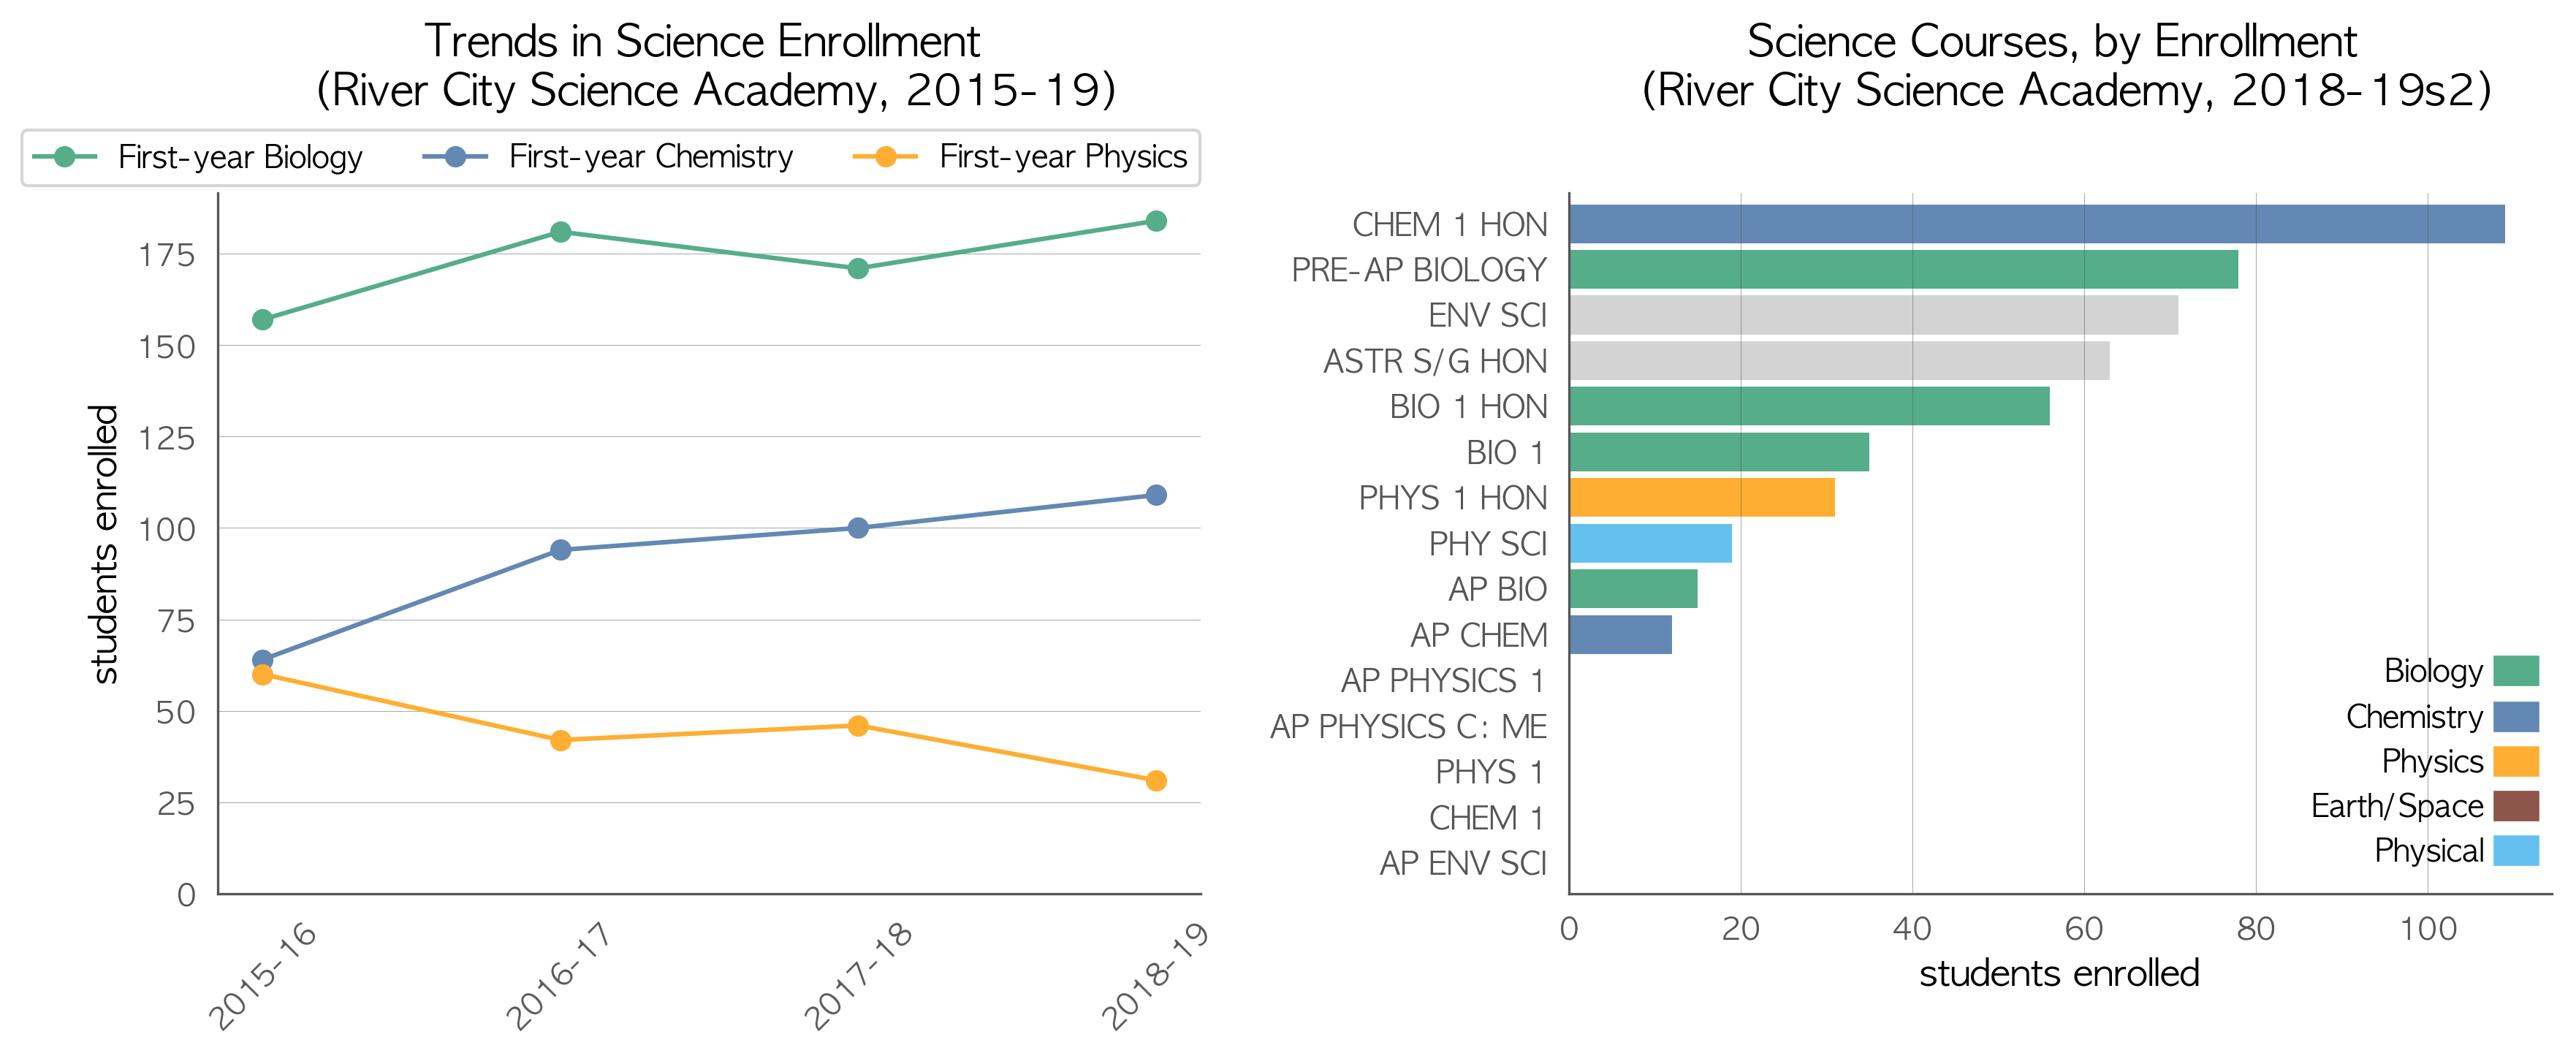 Trends in Science Enrollment
(River City Science Academy, 2015-19)
First-year Biology
First-year Chemistry
First-year Physics
students enrolled
175
150
125
100
75
50
25
0
2015-16
2016-17
2017-18
2018-19
Science Courses, by Enrollment
(River City Science Academy, 2018-19s2)
CHEM 1 HON
PRE-AP BIOLOGY
ENV SCI
ASTR S/G HON
BIO 1 HON
BIO 1
PHYS 1 HON
PHY SCI
AP BIO
AP CHEM
AP PHYSICS 1
AP PHYSICS C: ME
PHYS 1
CHEM 1
AP ENV SCI
Biology
Chemistry
Physics
Earth/Space
Physical
0
20
40
60
80
100
students enrolled